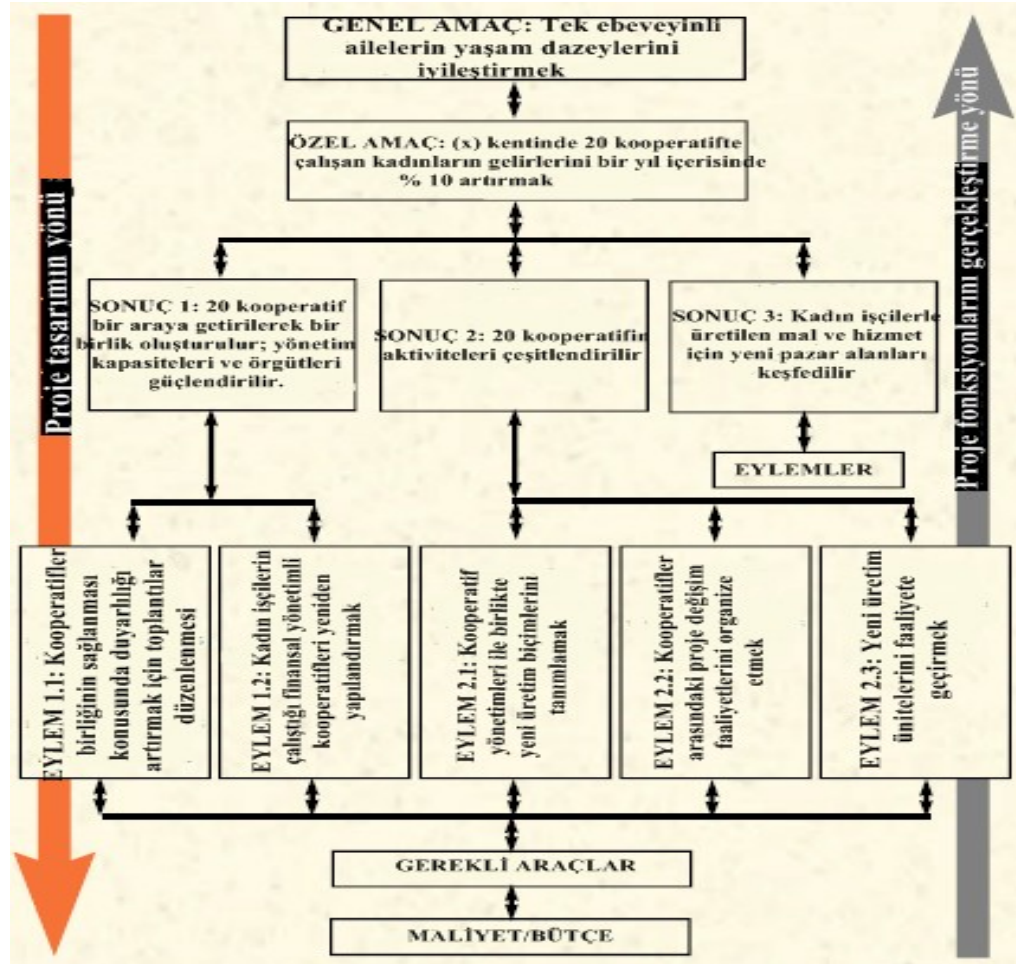 GENEL AMAÇ: Tek ebeveyinli
ailelerin yaşam dazeylerini
iyileştirmek
ÖZEL AMAÇ: (x) kentinde 20 kooperatifte
çalışan kadınların gelirlerini bir yıl içerisinde
% 10 artırmak
Proje tasarımın yönü :
Proje fonksiyonlarını gerçekleştirme yönü
SONUÇ 1: 20 kooperatif
bir araya getirilerek bir
birlik oluşturulur; yönetim
kapasiteleri ve örgütleri
güçlendirilir.
SONUÇ 2: 20 kooperatifin
aktiviteleri çeşitlendirilir
SONUÇ 3: Kadın işçilerle
üretilen mal ve hizmet
için yeni pazar alanları
keşfedilir
EYLEMLER
EYLEM 1.1: Kooperatifler
birliğinin sağlanması
konusunda duyarlılığı
artırmak için toplantılar
düzenlenmesi
EYLEM 1.2: Kadın işçilerin
çalıştığı finansal yönetimli
kooperatifleri yeniden
yapılandırmak
EYLEM 2.1: Kooperatif
yönetimleri ile birlikte
yeni üretim biçimlerini
tanımlamak
EYLEM 2.2: Kooperatifler
arasındaki proje değişim
faaliyetlerini organize
etmek
EYLEM 2.3: Yeni üretim
ünitelerini faaliyete
geçirmek
GEREKLİ ARAÇLAR
MALİYET/BÜTÇE